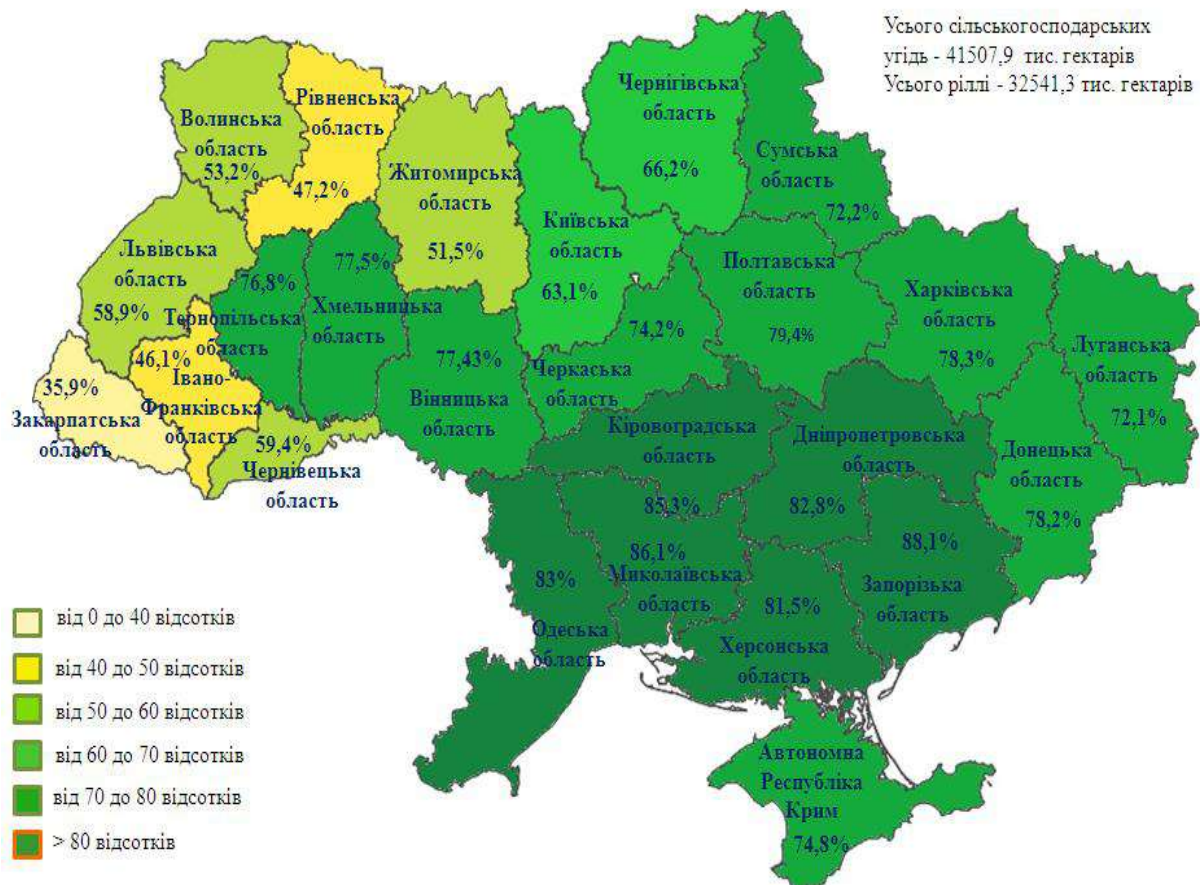 Усього сільськогосподарських
угідь - 41507,9 тис. гектарів
Усього ріллі - 32541,3 тис. гектарів
Волинська
область
53,2%
Рівненська
область
47,2%
Житомирська
область
51,5%
Київська
область
63,1%
Чернігівська
область
66,2%
Сумська
область
72,2%
Львівська
область
58,9%
76,8%
Тернопільська
область
77,5%
Хмельницька
область
77,43%
Вінницька
область
74,2%
Черкаська
область
Полтавська
область
79,4%
Харківська
область
78,3%
Луганська
область
72,1%
Донецька
область
78,2%
35,9%
Закарпатська
область
46,1%
Івано-
Франківська
область
59,4%
Чернівецька
область
Кіровоградська
область
85,3%
Дніпропетровська
область
82,8%
83%
Одеська
область
86,1%
Миколаївська
область
81,5%
Херсонська
область
88,1%
Запорізька
область
Автономна
Республіка
Крим
74,8%
від 0 до 40 відсотків
від 40 до 50 відсотків
від 50 до 60 відсотків
від 60 до 70 відсотків
від 70 до 80 відсотків
> 80 відсотків